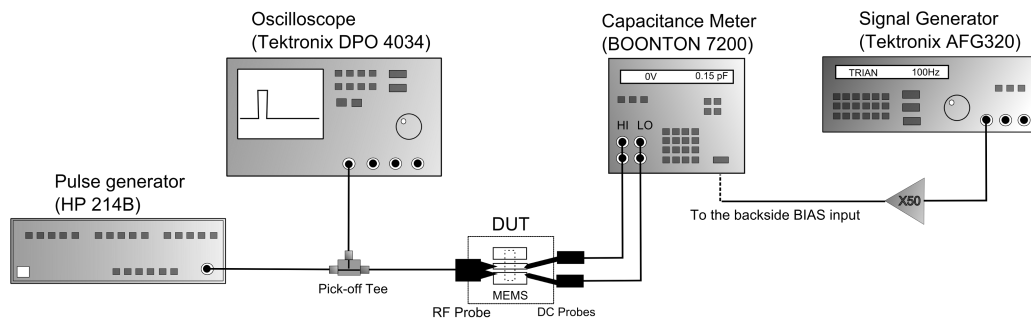 Oscilloscope
(Tektronix DPO 4034)
Capacitance Meter
(BOONTON 7200)
Signal Generator
(Tektronix AFG320)
0V 0.15 pF
TRIAN 100Hz
HI LO
Pulse generator
(HP 214B)
X50
To the backside BIAS input
DUT
Pick-off Tee
MEMS
RF Probe
DC Probes